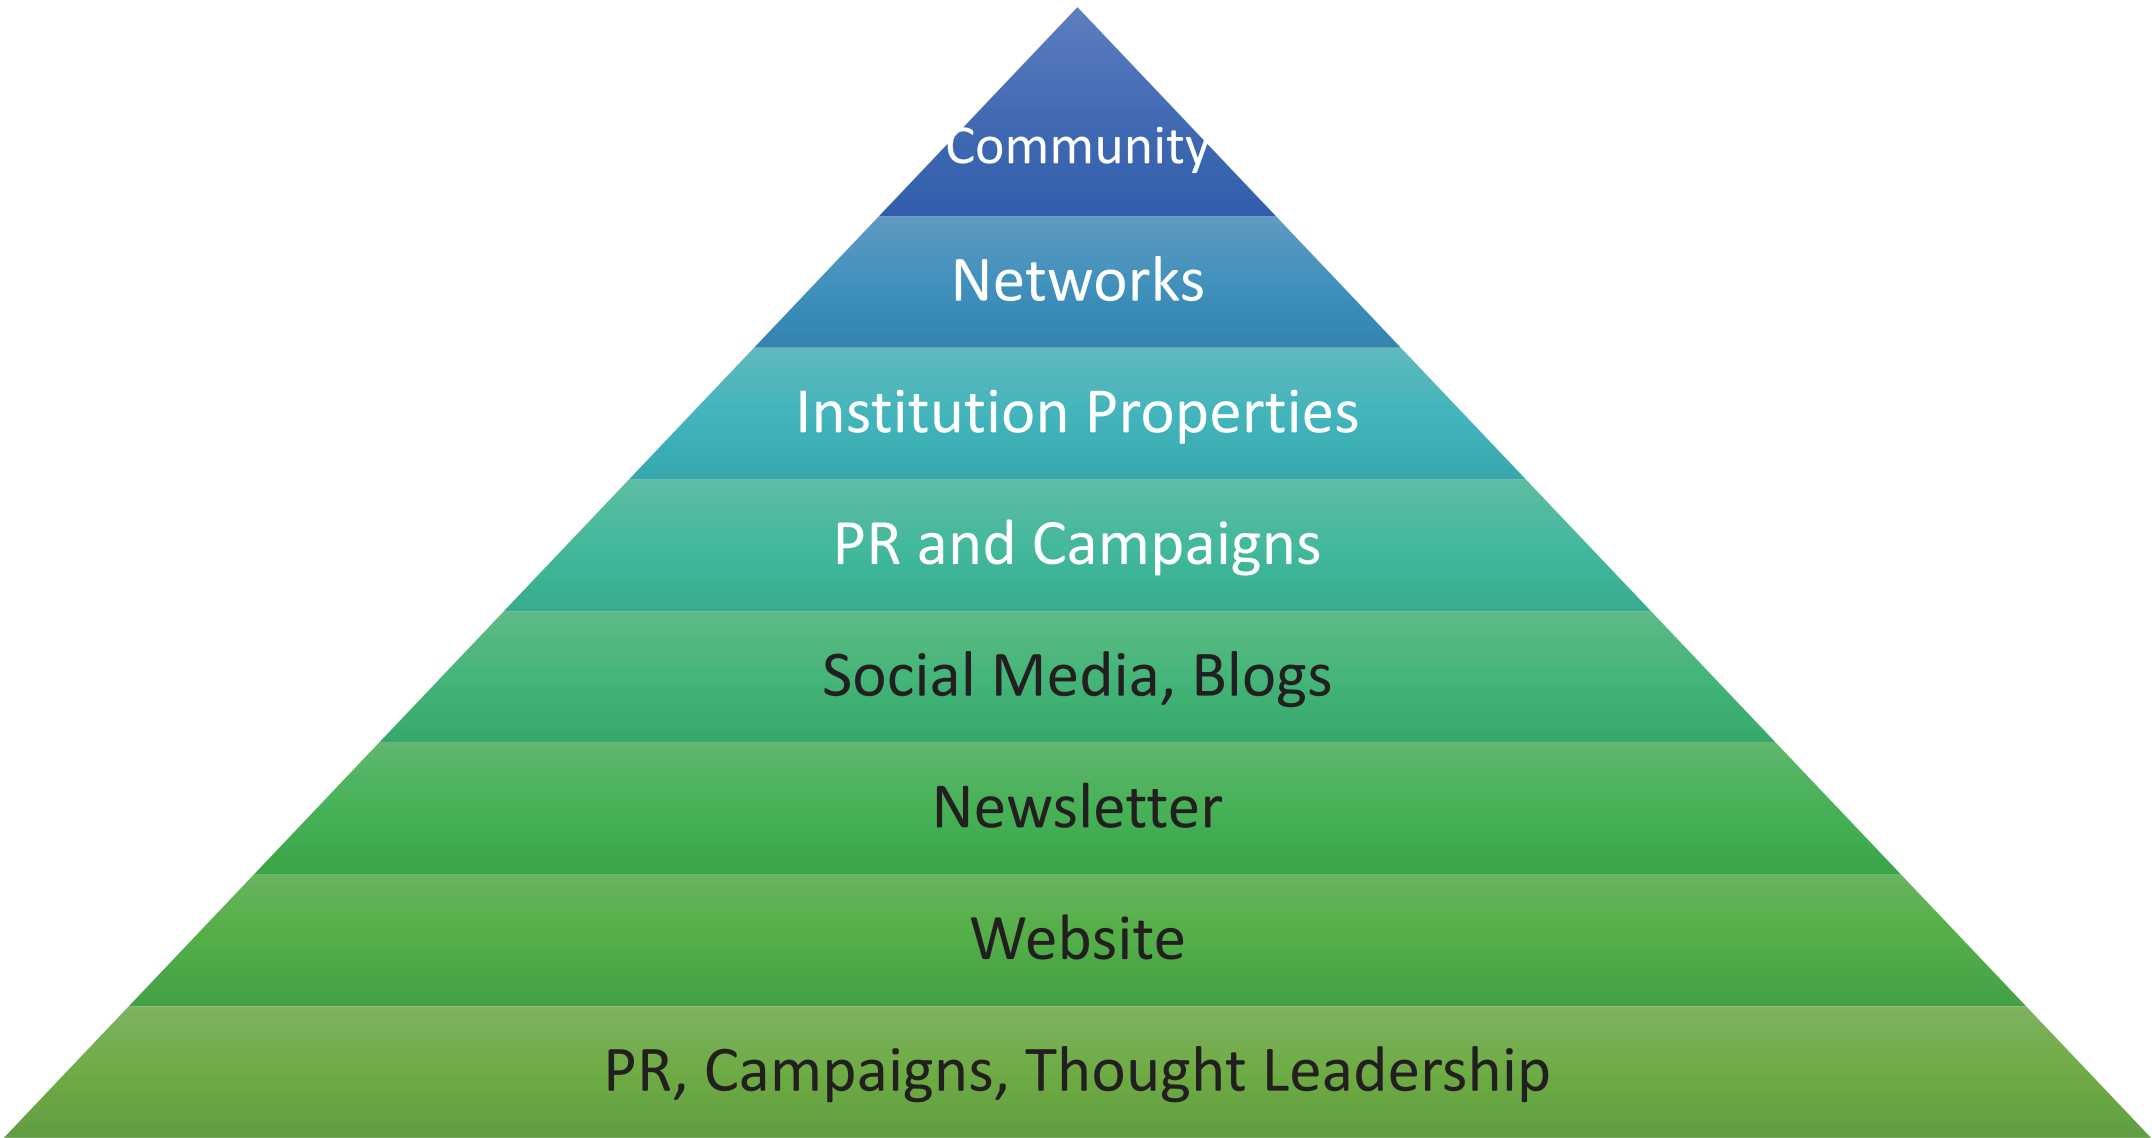 Community
Networks
Institution Properties
PR and Campaigns
Social Media, Blogs
Newsletter
Website
PR, Campaigns, Thought Leadership